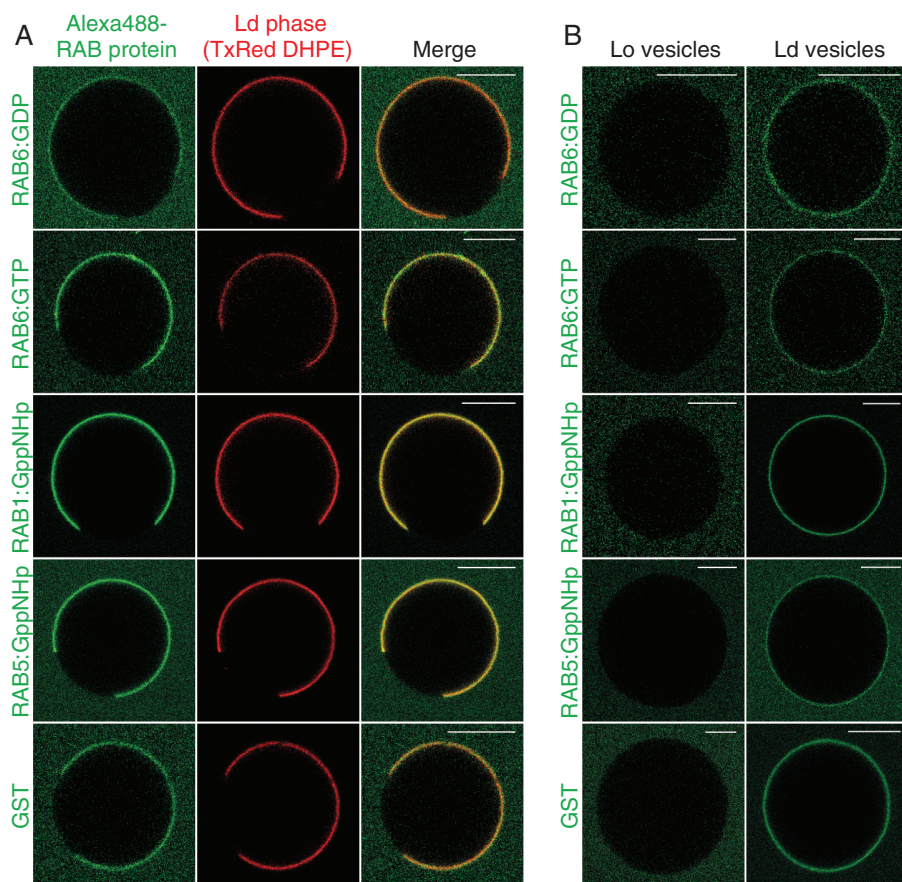 A
Alexa488-
RAB protein
Ld phase
(TxRed DHPE)
Merge
B
Lo vesicles
Ld vesicles
RAB6:GDP
RAB6:GDP
RAB6:GTP
RAB6:GTP
RAB1:GppNHp
RAB1:GppNHp
RAB5:GppNHp
RAB5:GppNHp
GST
GST